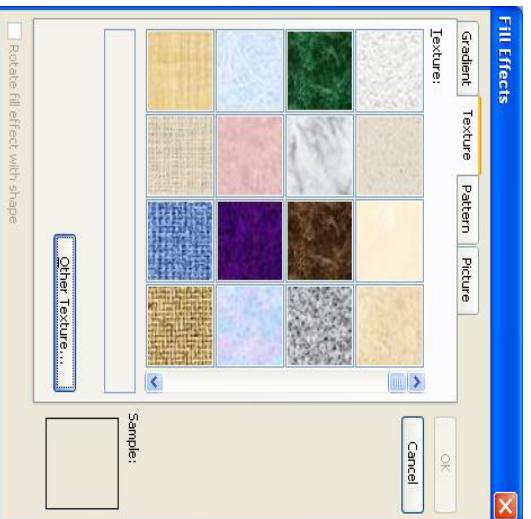 Fill Effects
Gradient Texture Pattern Picture
Texture:
OK
Cancel
Other Texture...
Sample:
Rotate fill effect with shape